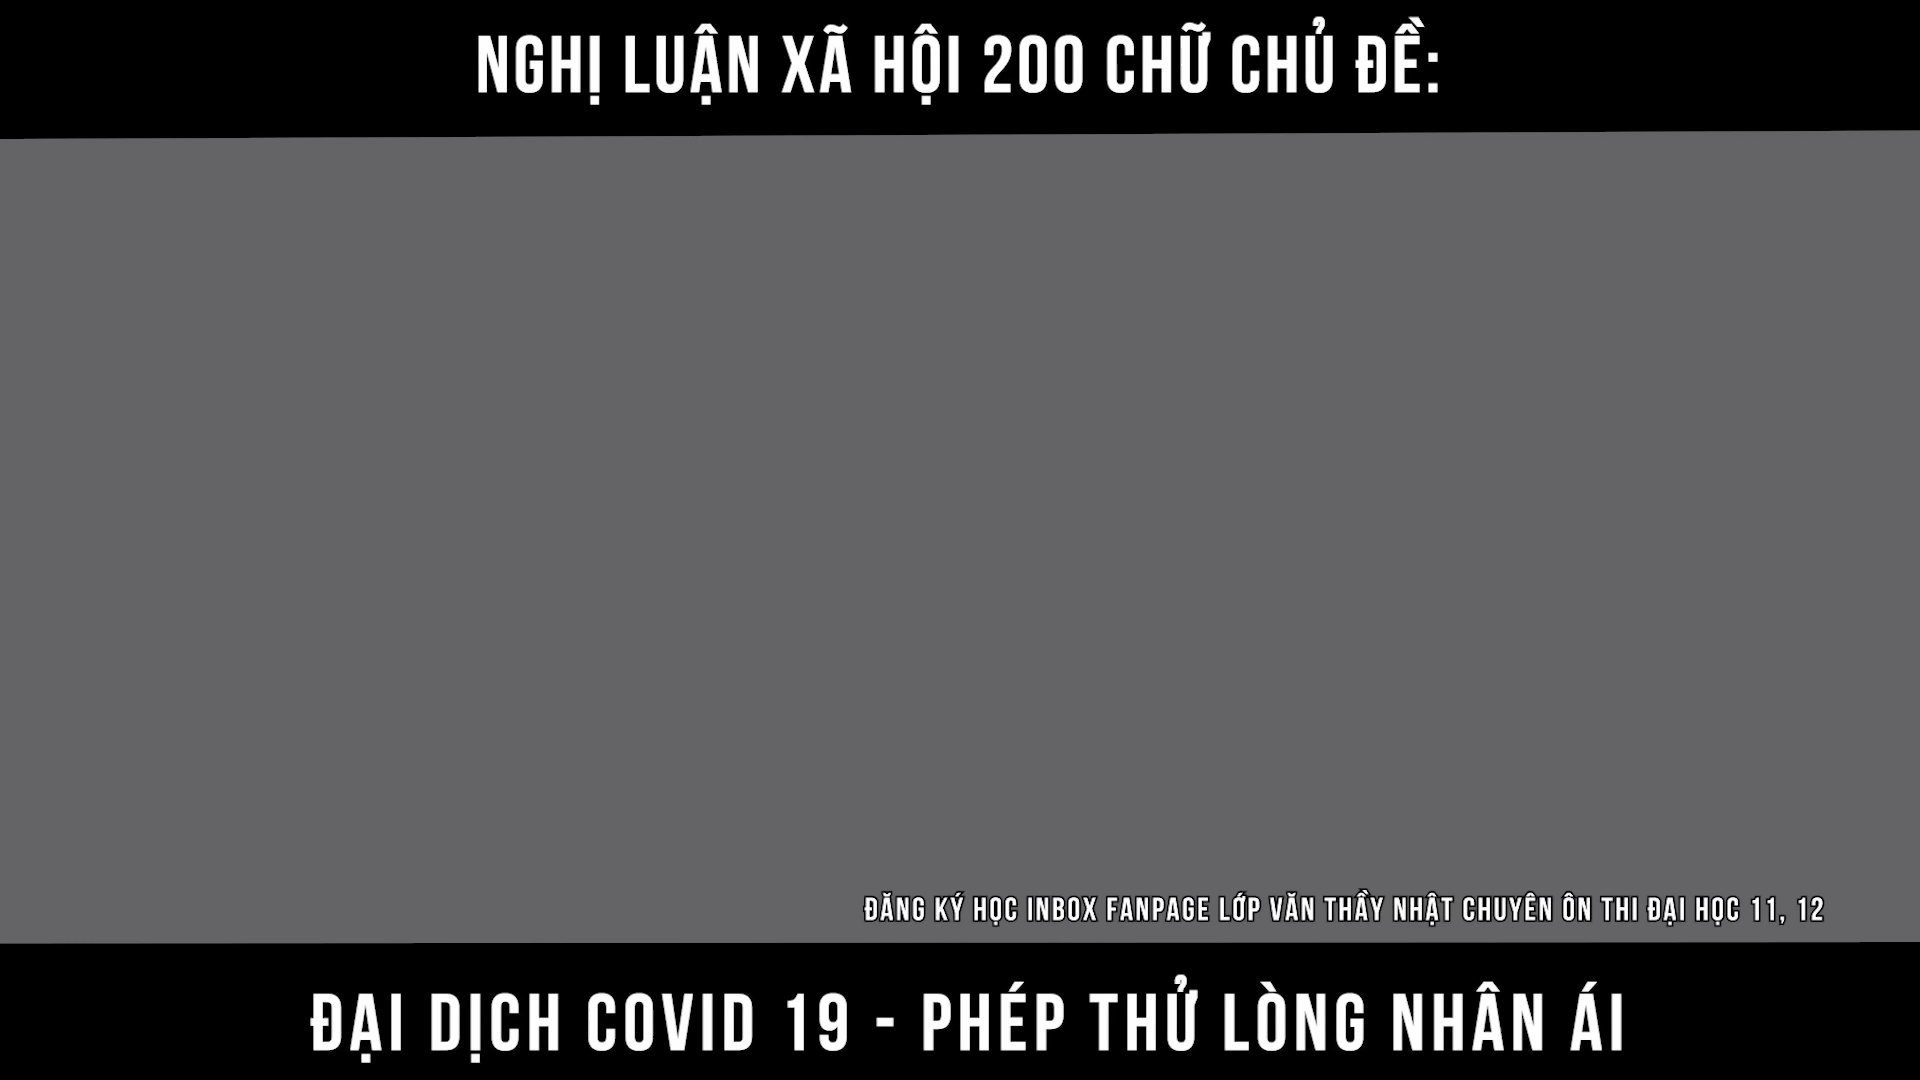 NGHỊ LUẬN XÃ HỘI 200 CHỮ CHỦ ĐỀ:
ĐĂNG KÝ HỌC INBOX FANPAGE LỚP VĂN THẦY NHẬT CHUYÊN ÔN THI ĐẠI HỌC 11, 12
ĐẠI DỊCH COVID 19 - PHÉP THỬ LÒNG NHÂN ÁI